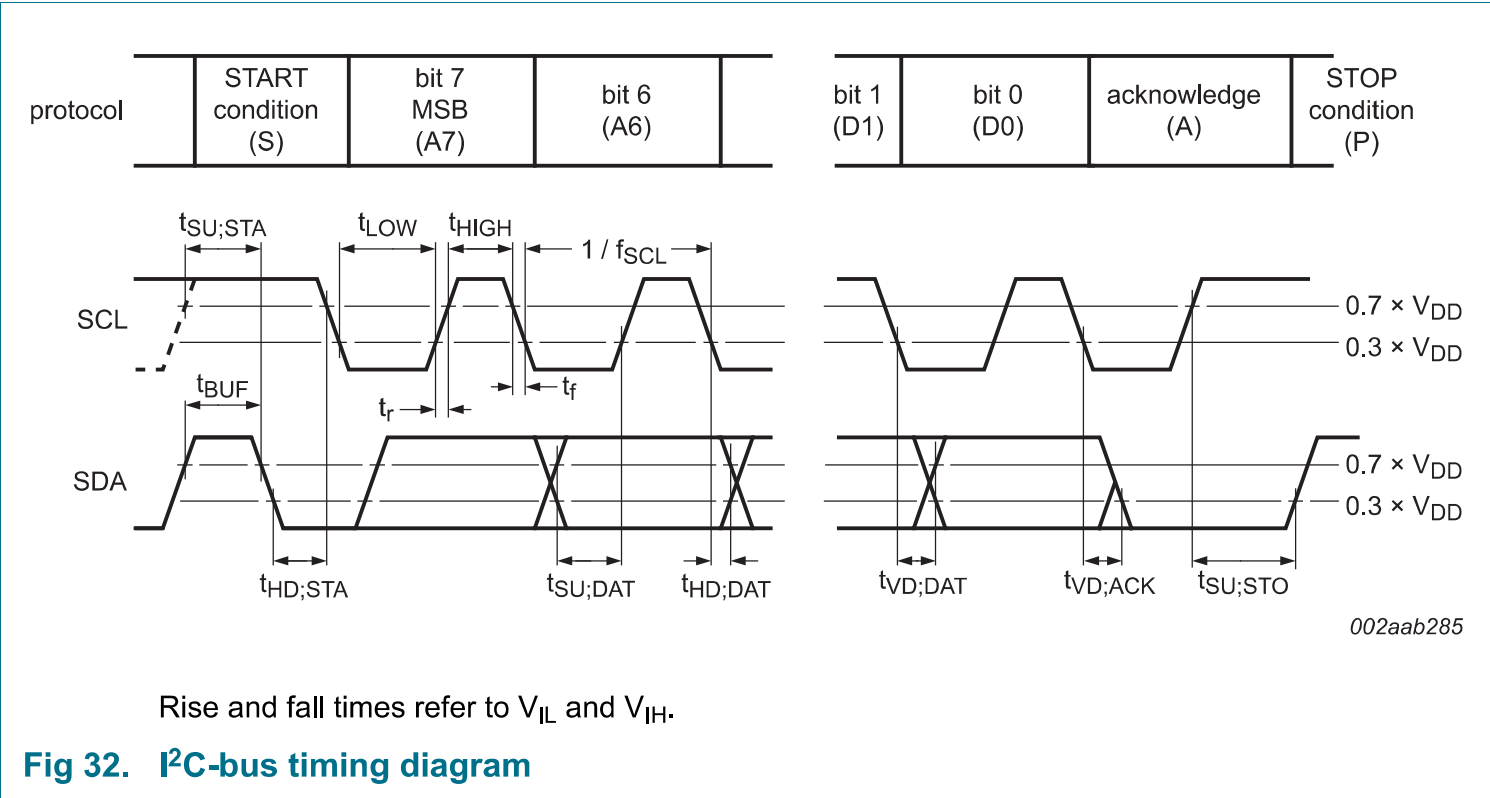 protocol
START
condition
(S)
bit 7
MSB
(A7)
bit 6
(A6)
bit 1
(D1)
bit 0
(D0)
acknowledge
(A)
STOP
condition
(P)
tSU;STA
tLOW
tHIGH
1 / fSCL
SCL
0.7 × VDD
0.3 × VDD
tBUF
tr
tf
SDA
0.7 × VDD
0.3 × VDD
tHD;STA
tSU;DAT
tHD;DAT
tVD;DAT
tVD;ACK
tSU;STO
002aab285
Rise and fall times refer to VIL and VIH.
Fig 32. I²C-bus timing diagram